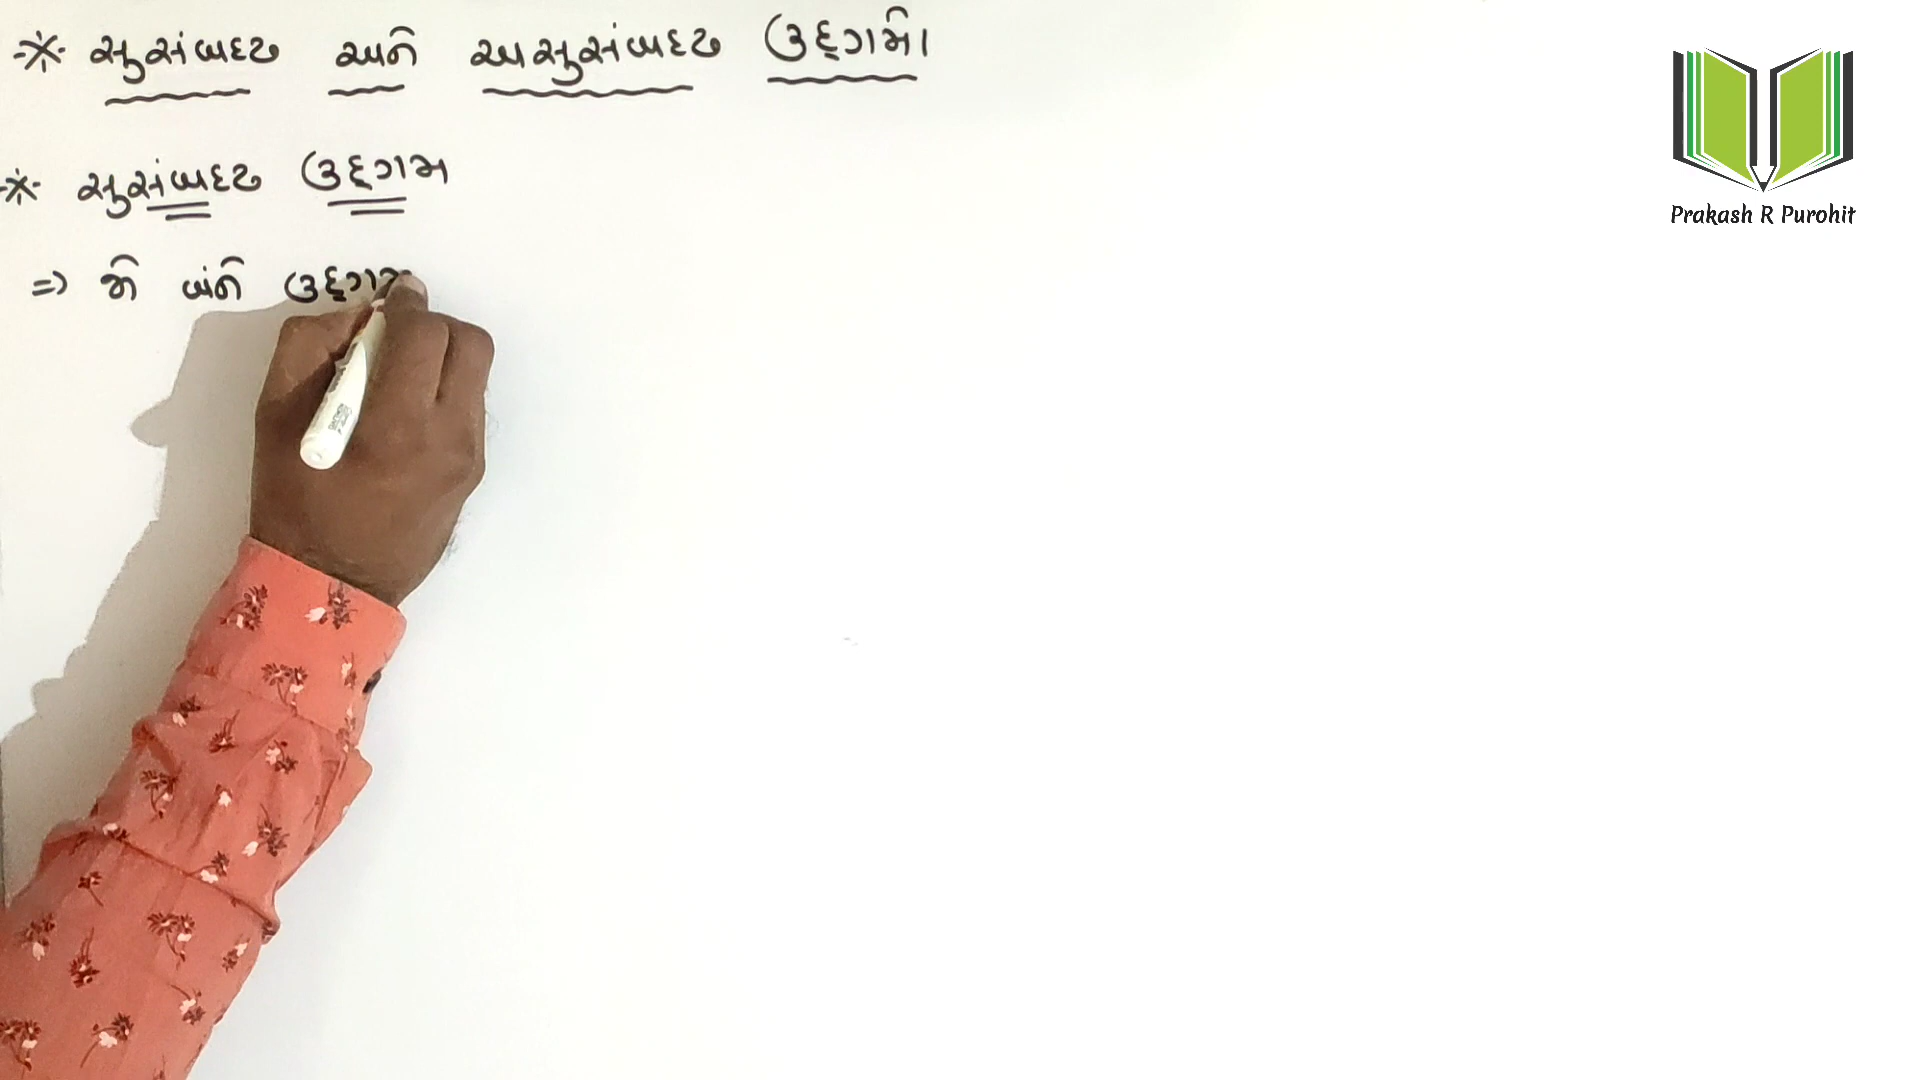 * સુસંબદ્ધ અને અસુસંબદ્ધ ઉદ્ગમો
* સુસંબદ્ધ ઉદ્ગમ
⇒ જો બંને ઉદ્ગમ
Prakash R Purohit